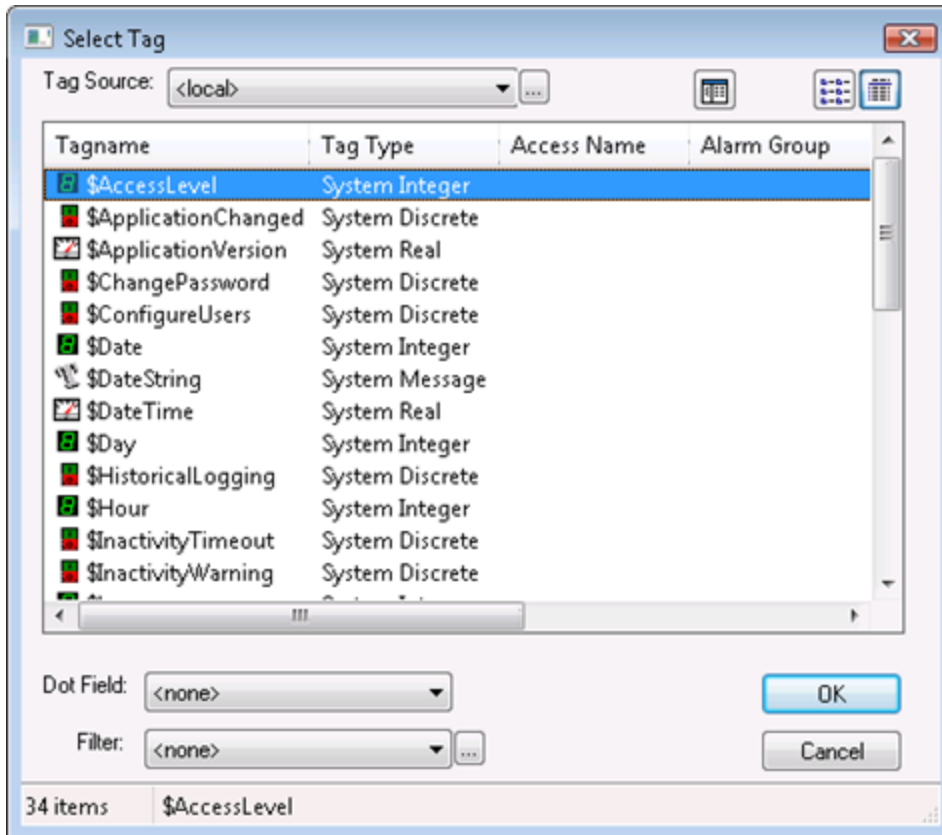 Select Tag
Tag Source: <local> ...
Tagname Tag Type Access Name Alarm Group
$AccessLevel System Integer
$ApplicationChanged System Discrete
$ApplicationVersion System Real
$ChangePassword System Discrete
$ConfigureUsers System Discrete
$Date System Integer
$DateString System Message
$DateTime System Real
$Day System Integer
$HistoricalLogging System Discrete
$Hour System Integer
$InactivityTimeout System Discrete
$InactivityWarning System Discrete
Dot Field: <none> OK
Filter: <none> ... Cancel
34 items $AccessLevel